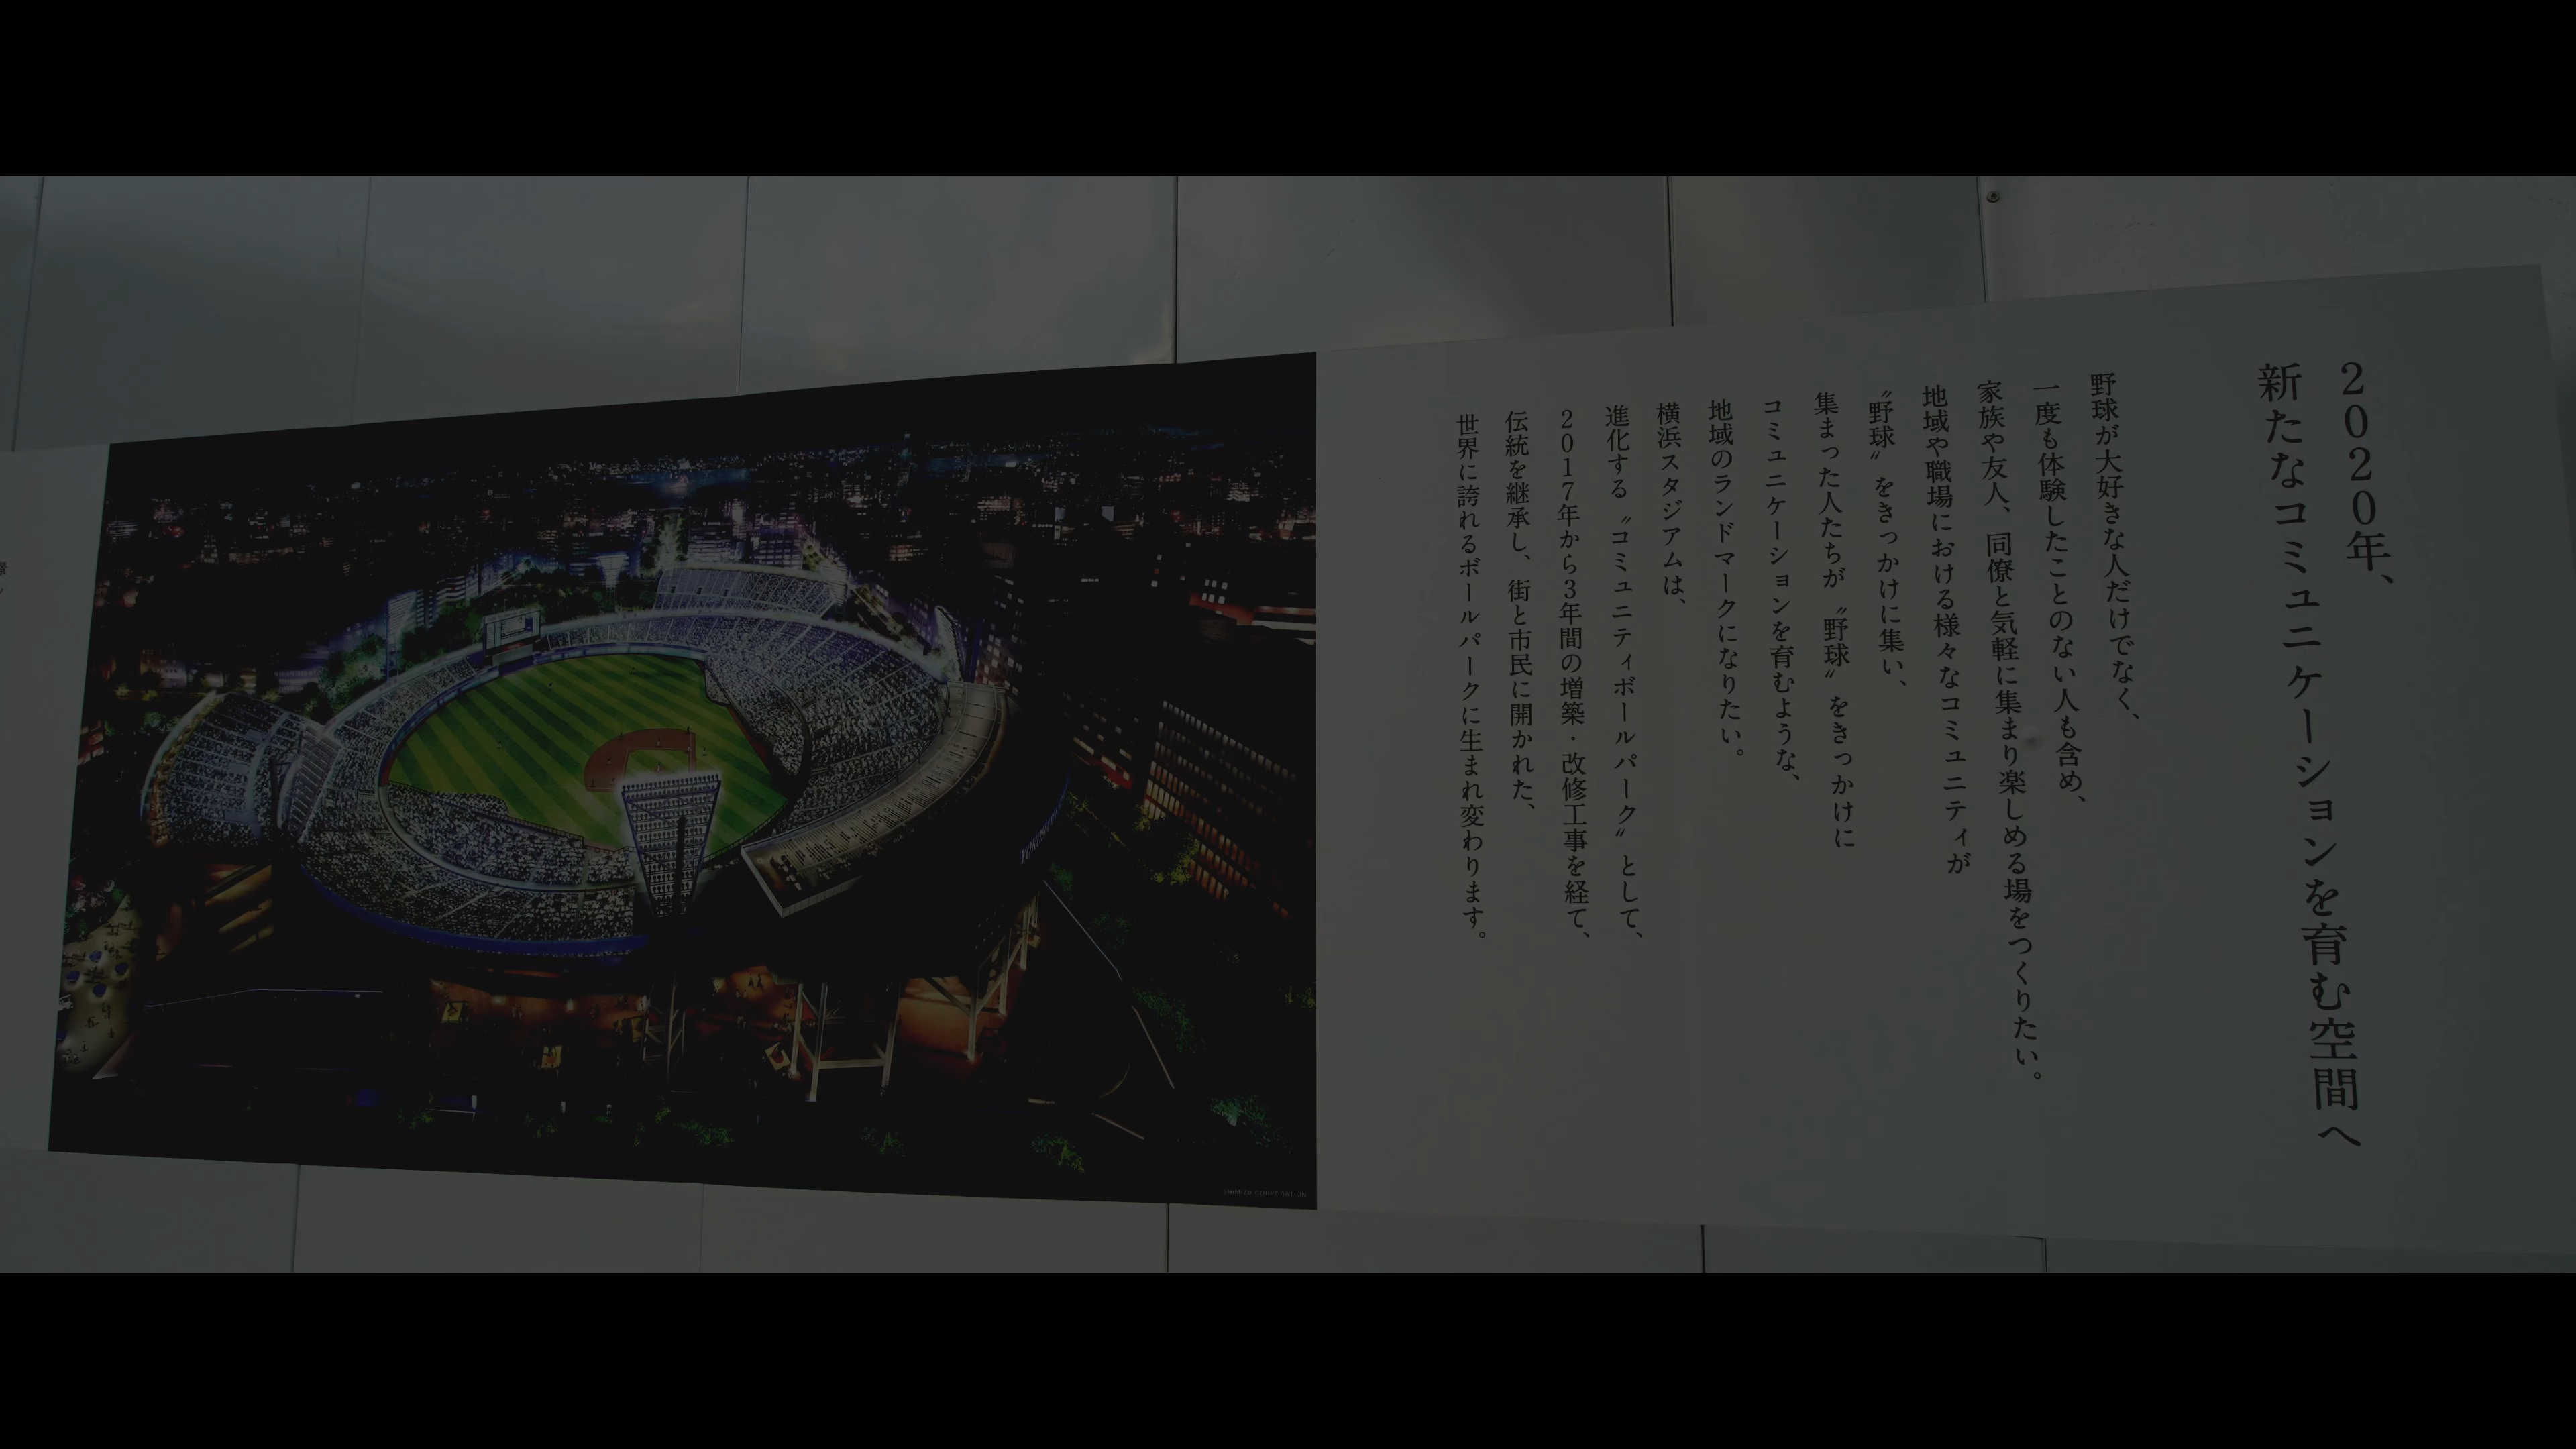 2020年、
新たなコミュニケーションを育む空間へ
野球が大好きな人だけでなく、
一度も体験したことのない人も含め、
家族や友人、同僚と気軽に集まり楽しめる場をつくりたい。
地域や職場における様々なコミュニティが
〝野球〟をきっかけに集い、
集まった人たちが〝野球〟をきっかけに
コミュニケーションを育むような、
地域のランドマークになりたい。
横浜スタジアムは、
進化する〝コミュニティボールパーク〟として、
2017年から3年間の増築・改修工事を経て、
伝統を継承し、街と市民に開かれた、
世界に誇れるボールパークに生まれ変わります。
SHIMIZU CORPORATION